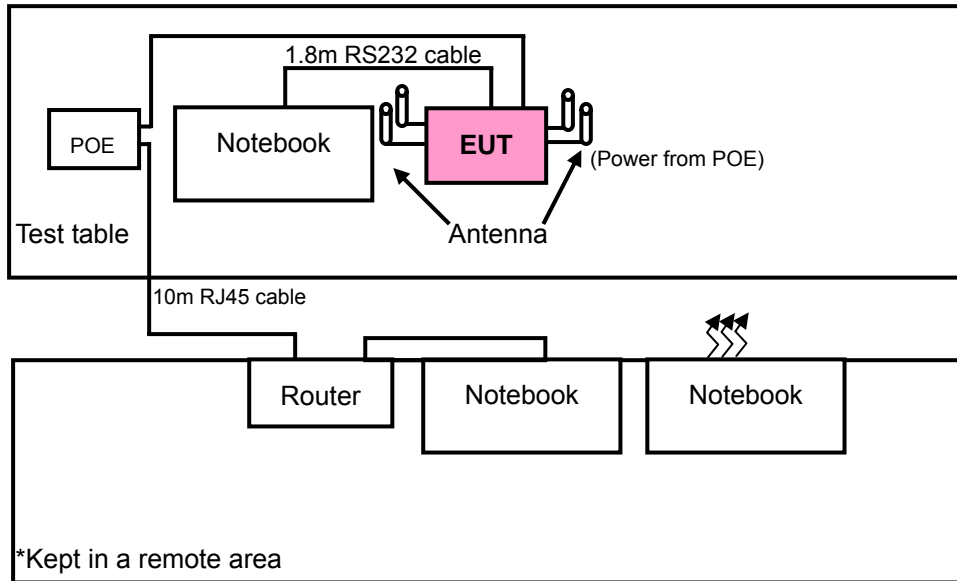 1.8m RS232 cable
POE
Notebook
EUT
(Power from POE)
Antenna
Test table
10m RJ45 cable
Router
Notebook
Notebook
*Kept in a remote area